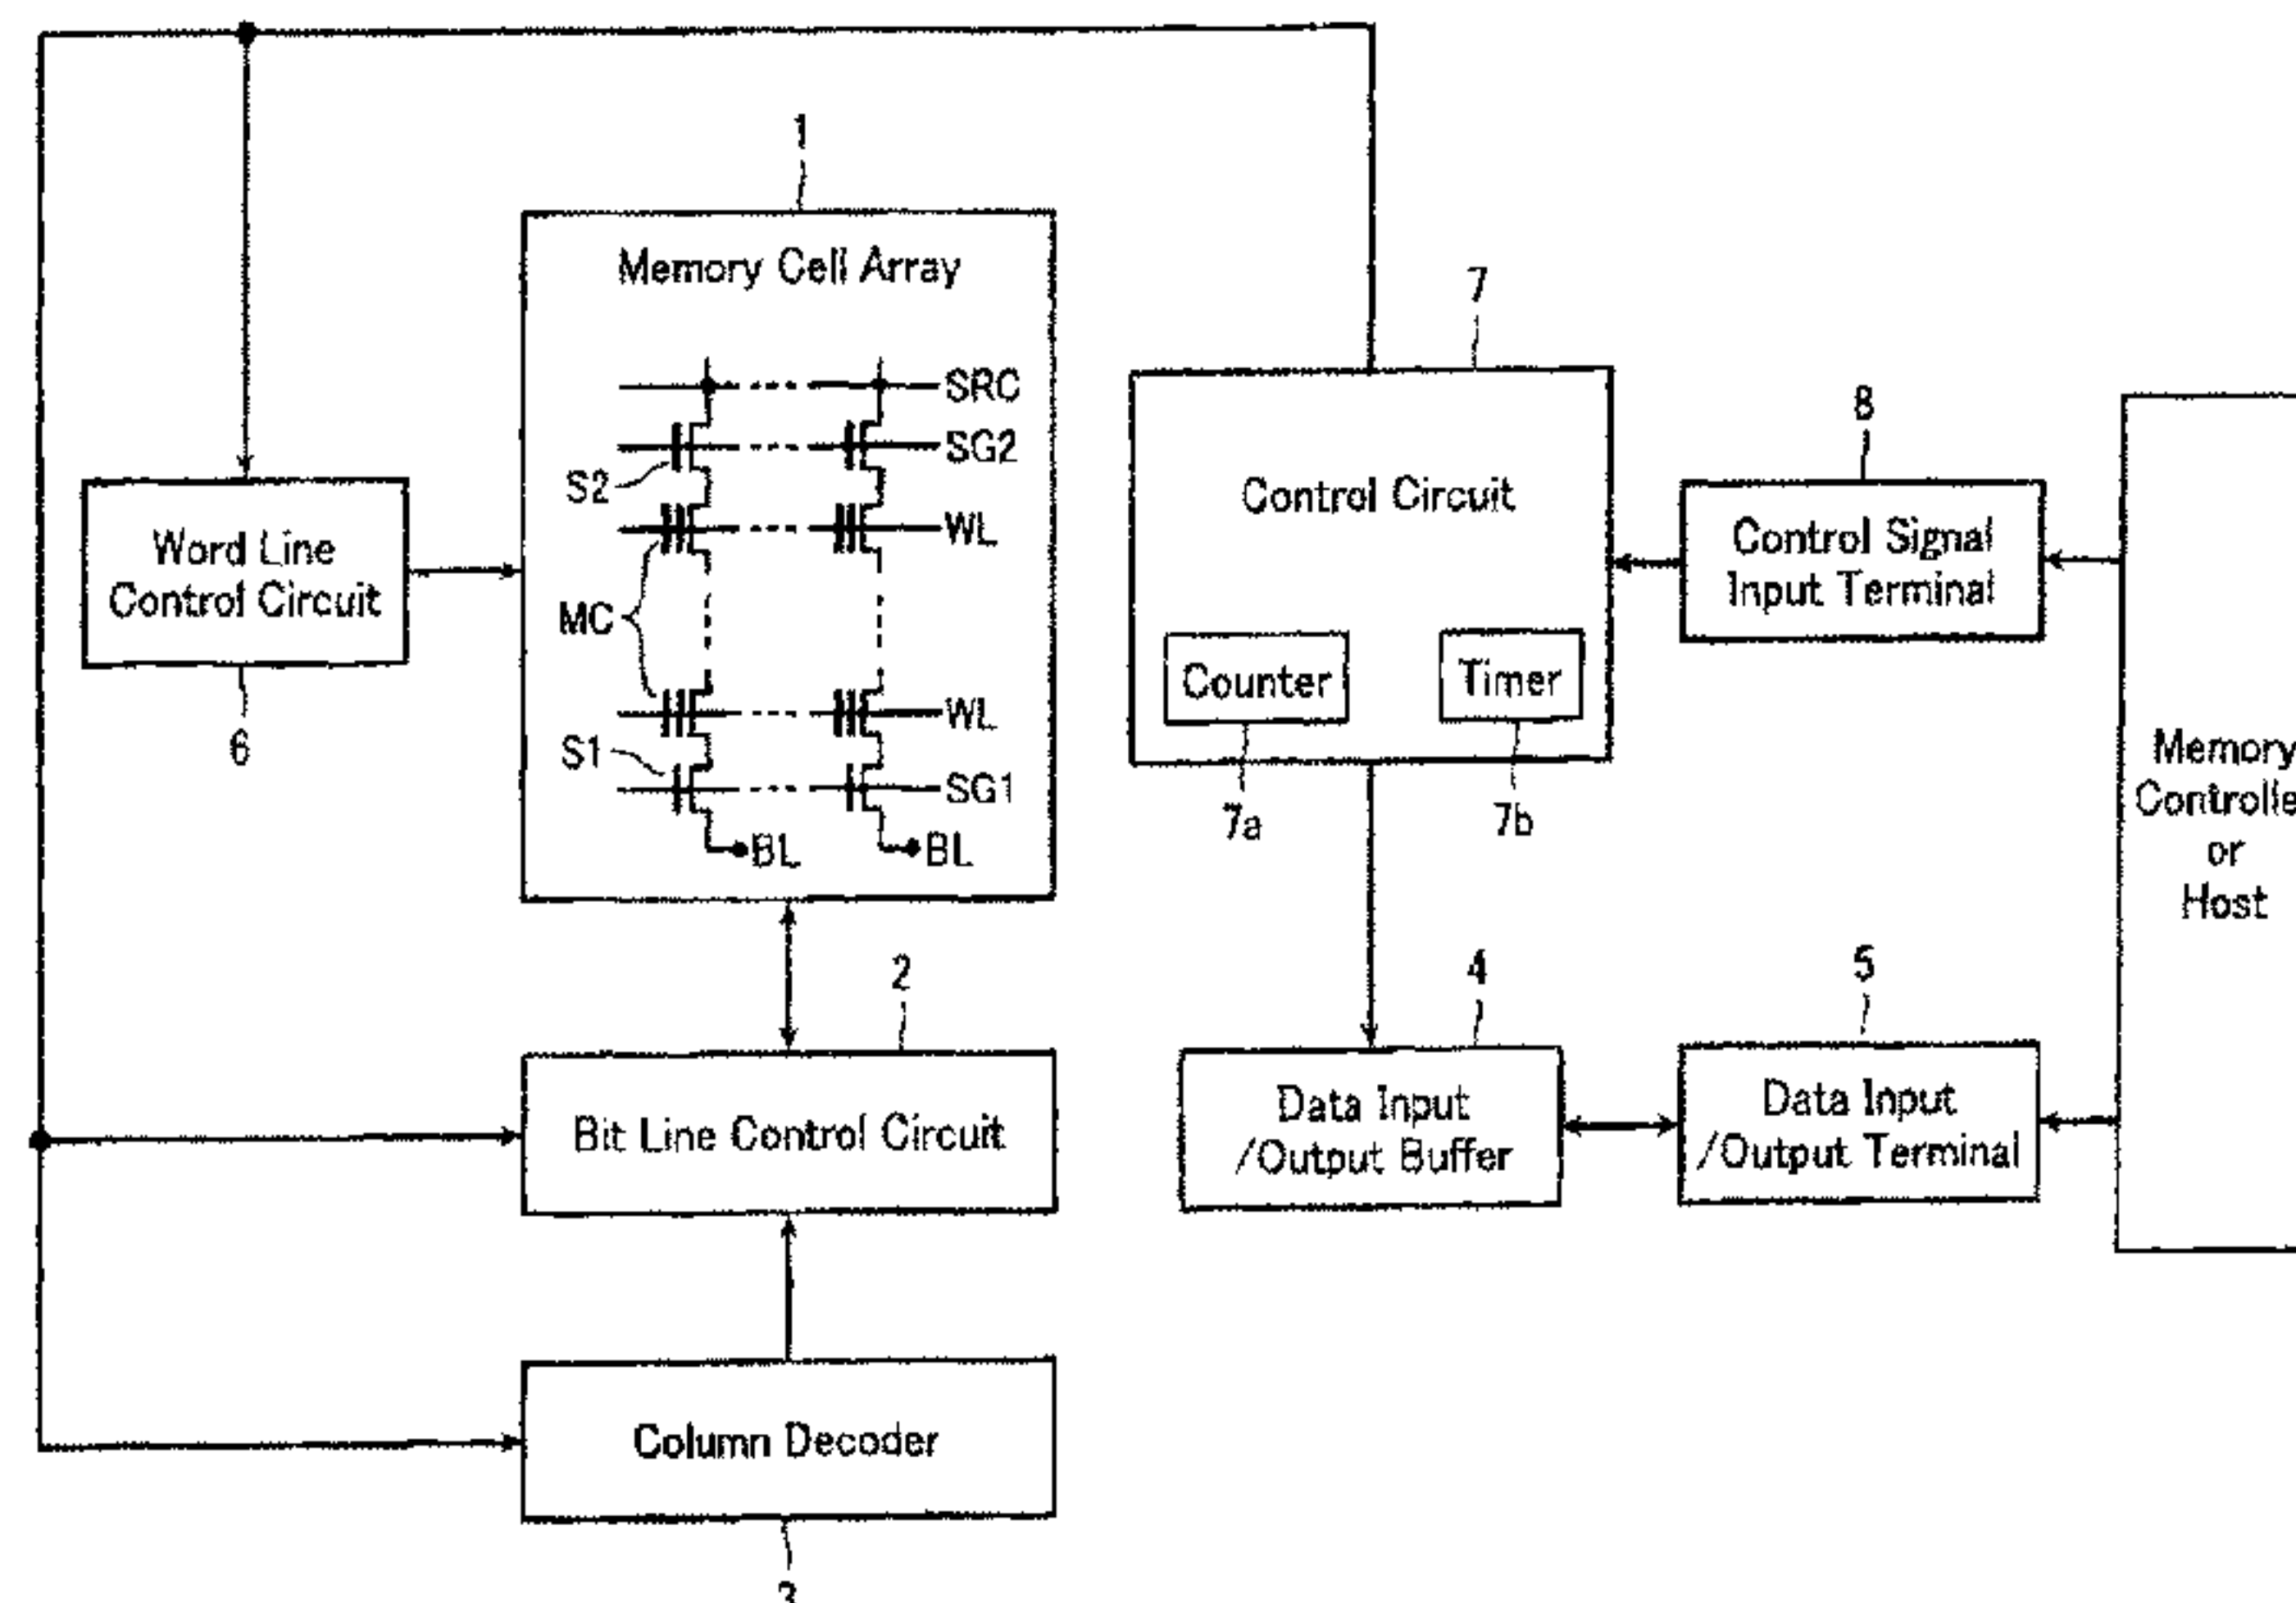 1
Memory Cell Array
SRC
SG2
S2
WL
MC
WL
S1
SG1
BL
BL
Word Line
Control Circuit
6
7
Control Circuit
Counter
Timer
7a
7b
8
Control Signal
Input Terminal
Memory
Controlle
or
Host
2
Bit Line Control Circuit
4
Data Input
/Output Buffer
5
Data Input
/Output Terminal
Column Decoder
3